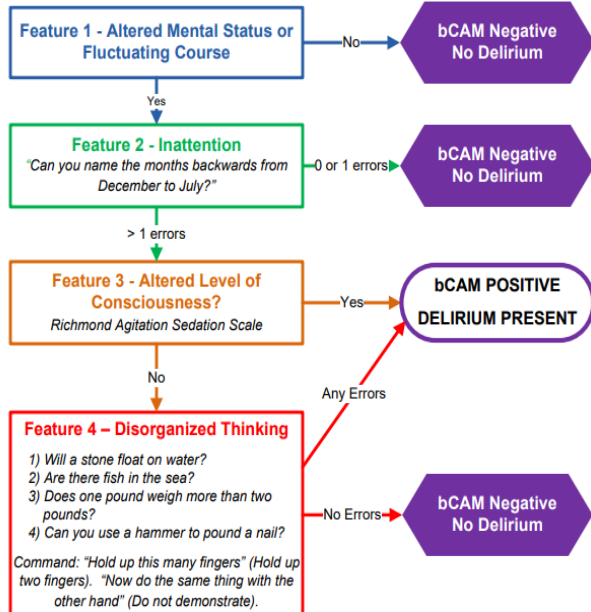 Feature 1 - Altered Mental Status or
Fluctuating Course
No
bCAM Negative
No Delirium
Yes
Feature 2 - Inattention
“Can you name the months backwards from
December to July?”
0 or 1 errors
bCAM Negative
No Delirium
> 1 errors
Feature 3 - Altered Level of
Consciousness?
Richmond Agitation Sedation Scale
Yes
bCAM POSITIVE
DELIRIUM PRESENT
No
Any Errors
Feature 4 – Disorganized Thinking
1) Will a stone float on water?
2) Are there fish in the sea?
3) Does one pound weigh more than two
pounds?
4) Can you use a hammer to pound a nail?
Command: “Hold up this many fingers” (Hold up
two fingers). “Now do the same thing with the
other hand” (Do not demonstrate).
No Errors
bCAM Negative
No Delirium